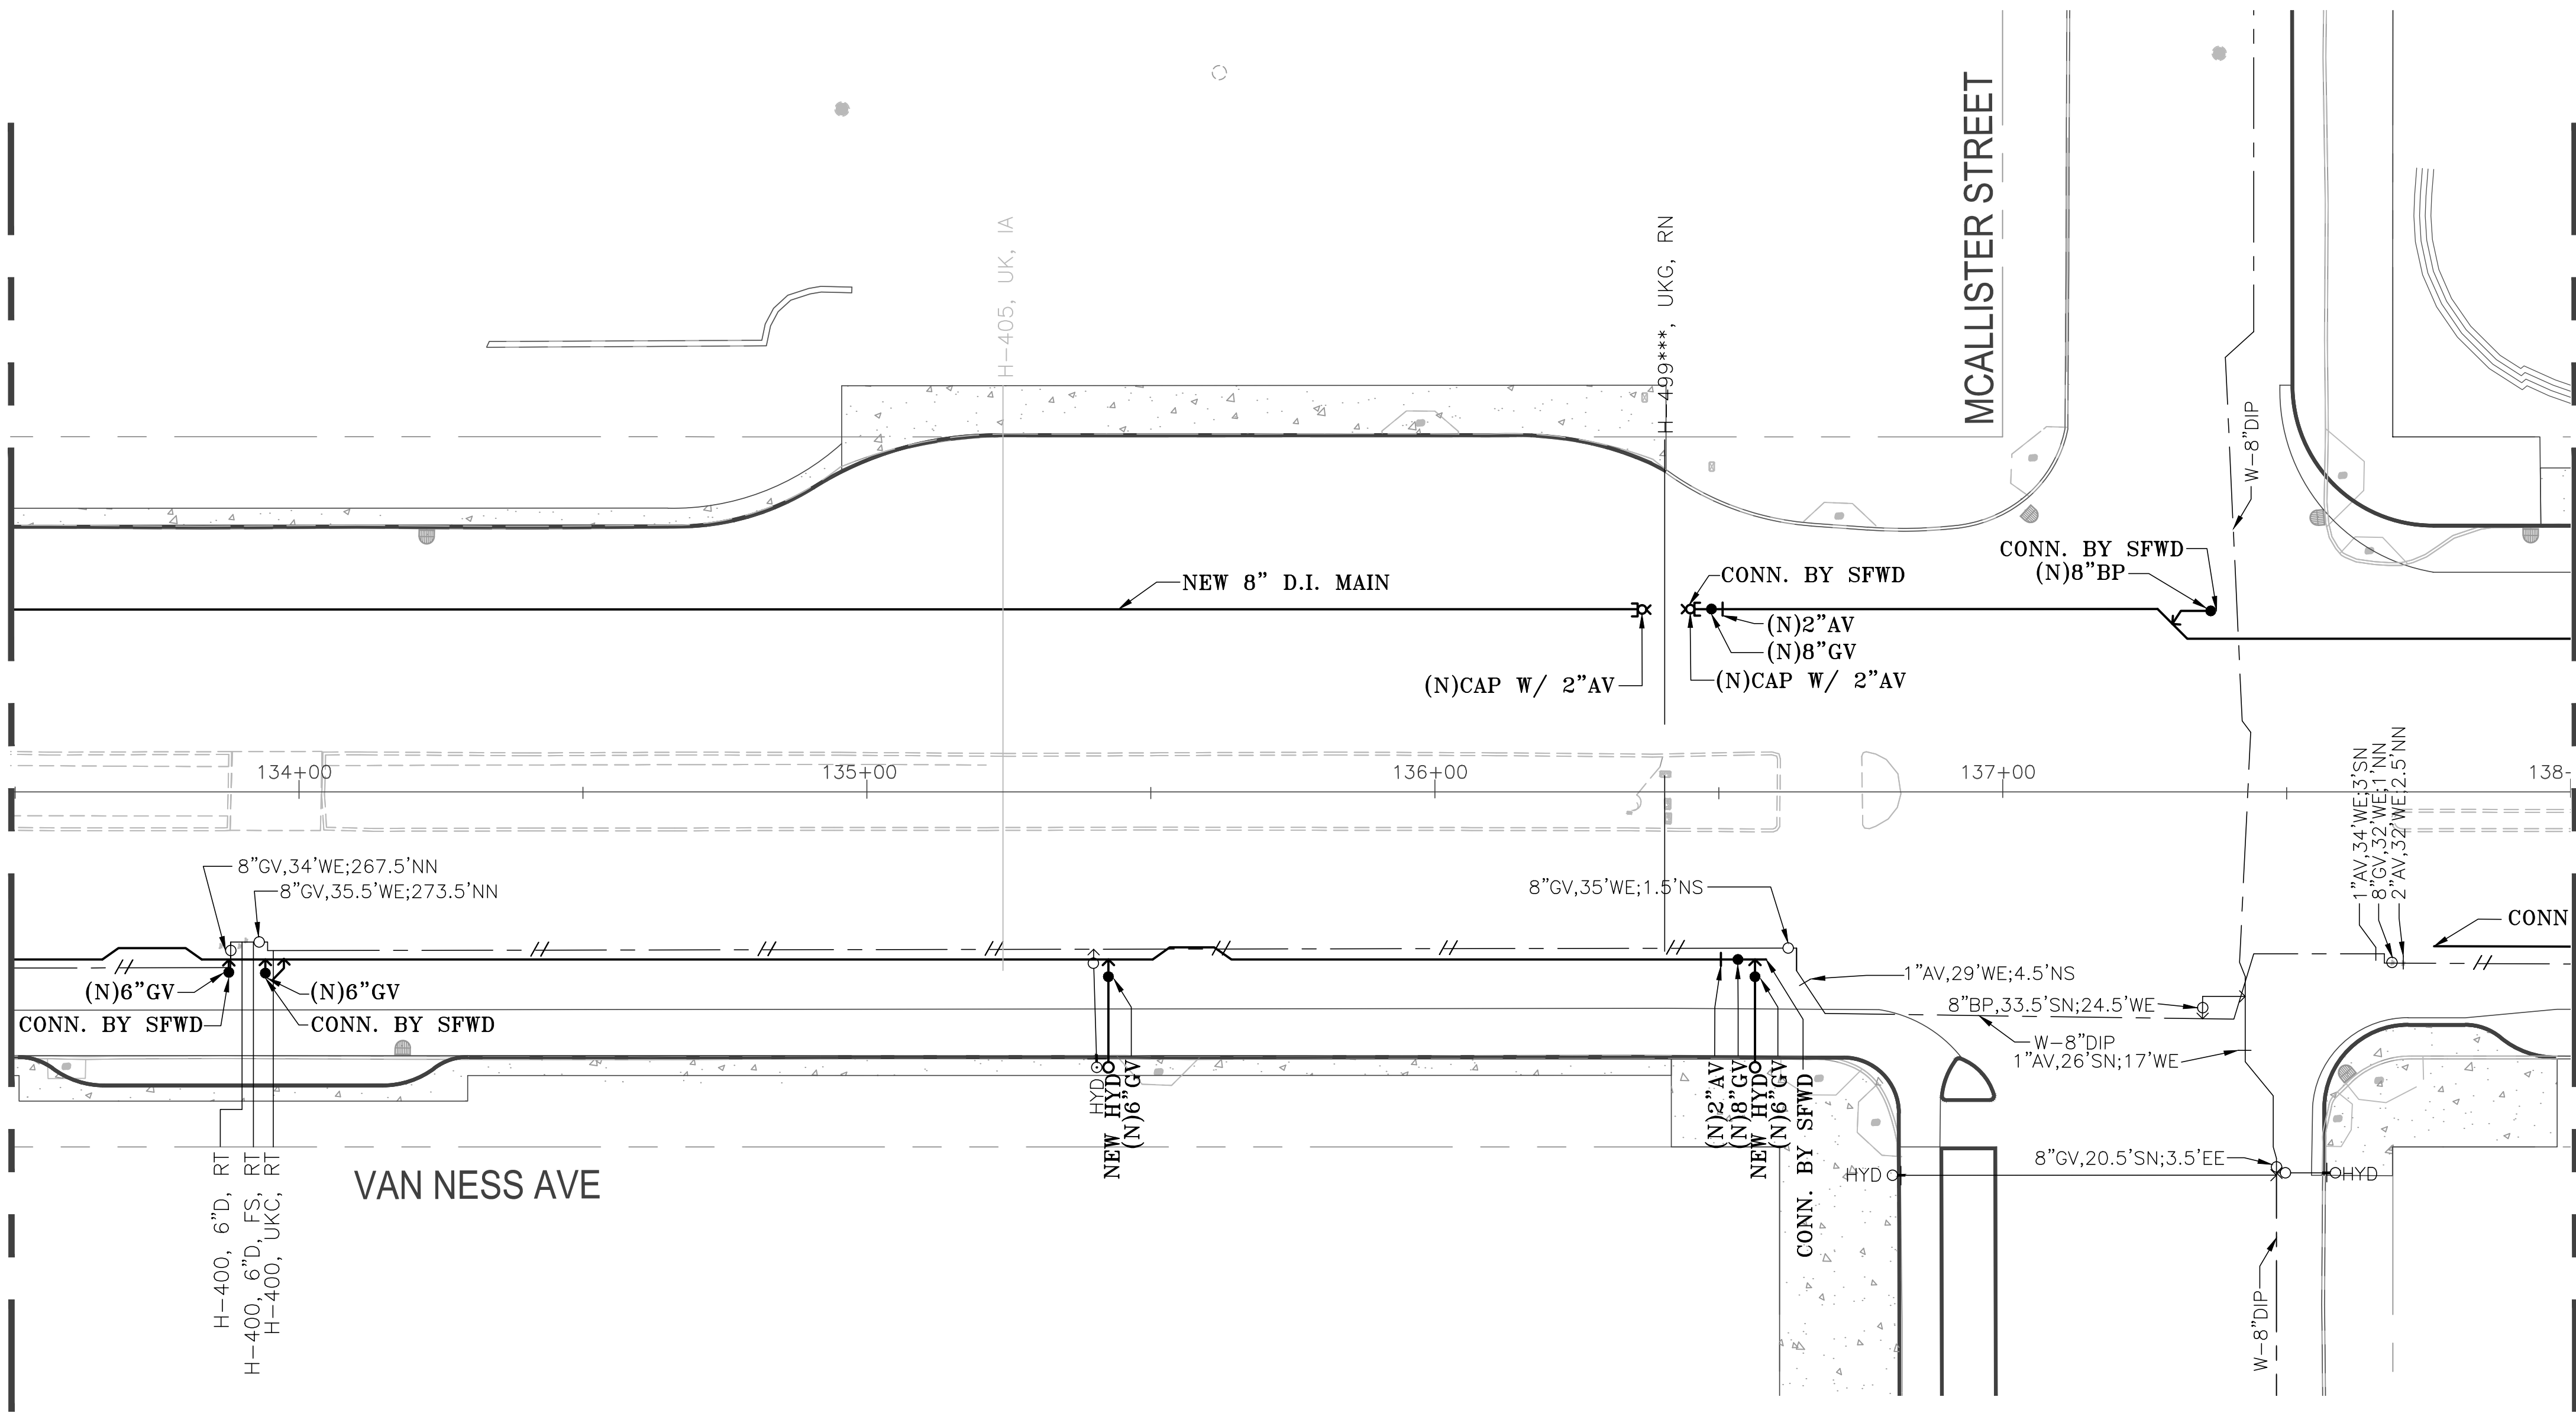 MCALLISTER STREET
H-405, UK, IA
H-499***, UKG, RN
W-8"DIP
CONN. BY SFWD
(N)8"BP
NEW 8" D.I. MAIN
CONN. BY SFWD
(N)2"AV
(N)8"GV
(N)CAP W/ 2"AV
(N)CAP W/ 2"AV
134+00
135+00
136+00
137+00
138-
1"AV,34'WE;3'SN
8"GV,32'WE;1'NN
2"AV,32'WE;2.5'NN
8"GV,34'WE;267.5'NN
8"GV,35.5'WE;273.5'NN
8"GV,35'WE;1.5'NS
CONN
1"AV,29'WE;4.5'NS
(N)6"GV
(N)6"GV
8"BP,33.5'SN;24.5'WE
CONN. BY SFWD
CONN. BY SFWD
W-8"DIP
1"AV,26'SN;17'WE
HYD
NEW HYD
(N)6"GV
(N)2"AV
(N)8"GV
NEW HYD
(N)6"GV
CONN. BY SFWD
8"GV,20.5'SN;3.5'EE
HYD
HYD
VAN NESS AVE
H-400, 6"D, RT
H-400, 6"D, FS, RT
H-400, UKC, RT
W-8"DIP